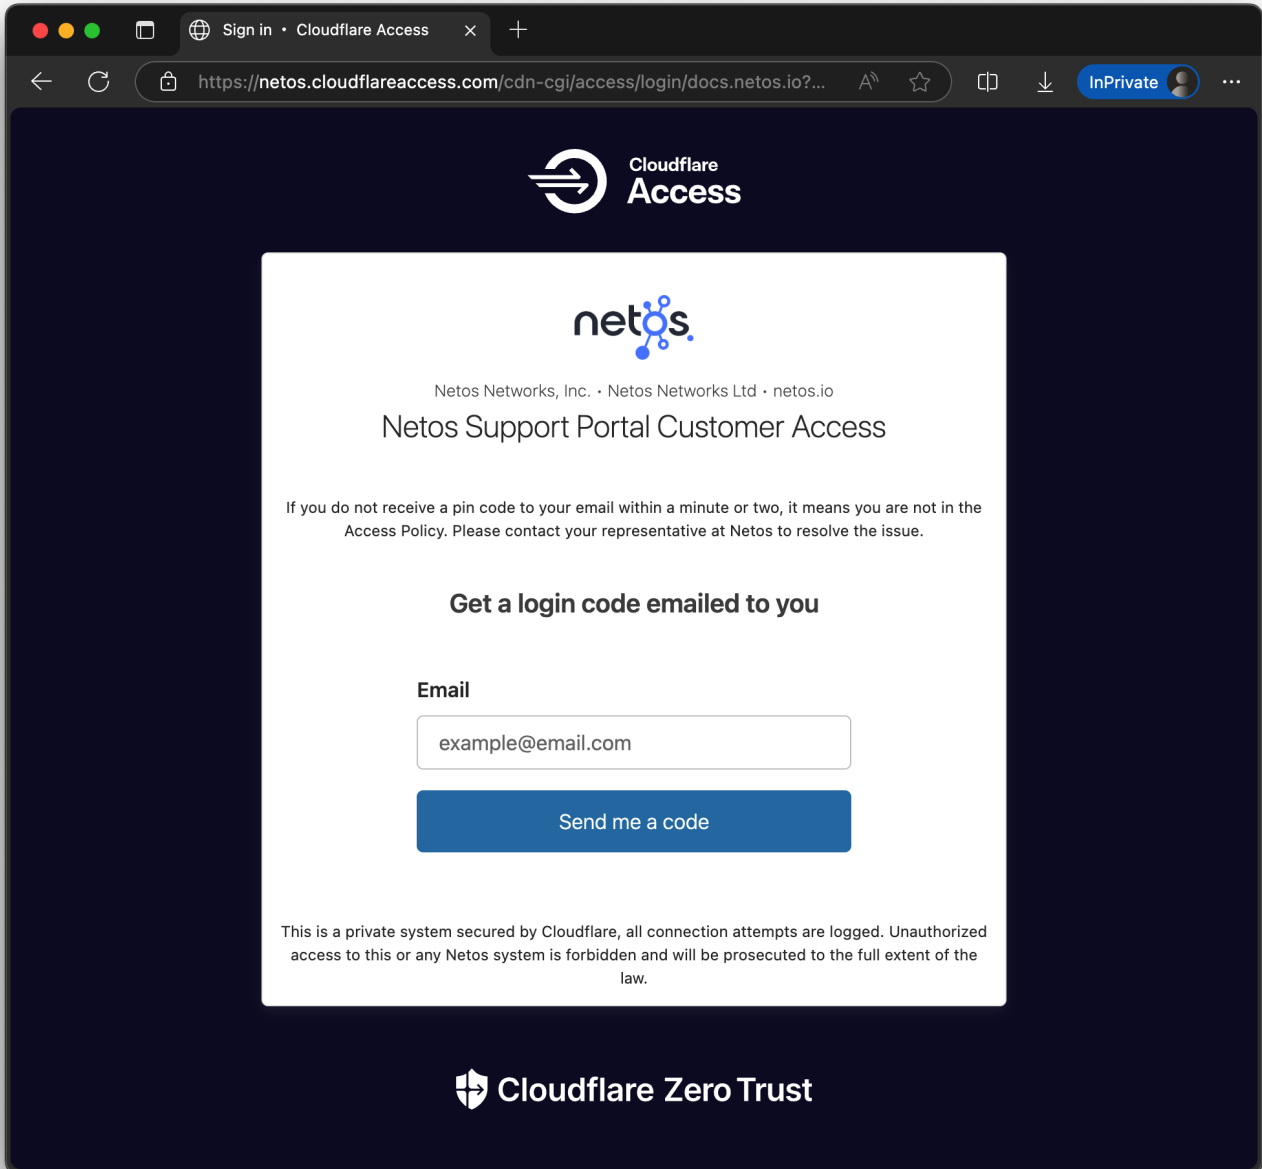 Sign in • Cloudflare Access
https://netos.cloudflareaccess.com/cdn-cgi/access/login/docs.netos.io?...
InPrivate
Cloudflare
Access
netos.
Netos Networks, Inc. • Netos Networks Ltd • netos.io
Netos Support Portal Customer Access
If you do not receive a pin code to your email within a minute or two, it means you are not in the
Access Policy. Please contact your representative at Netos to resolve the issue.
Get a login code emailed to you
Email
example@email.com
Send me a code
This is a private system secured by Cloudflare, all connection attempts are logged. Unauthorized
access to this or any Netos system is forbidden and will be prosecuted to the full extent of the
law.
Cloudflare Zero Trust